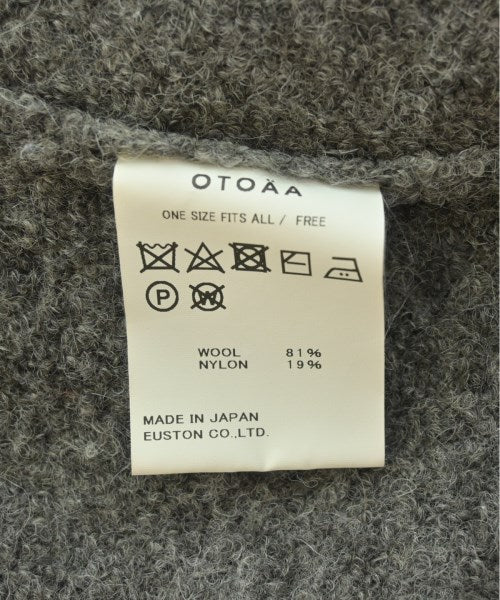 OTOÄA
ONE SIZE FITS ALL / FREE
P W
WOOL 81%
NYLON 19%
MADE IN JAPAN
EUSTON CO.,LTD.